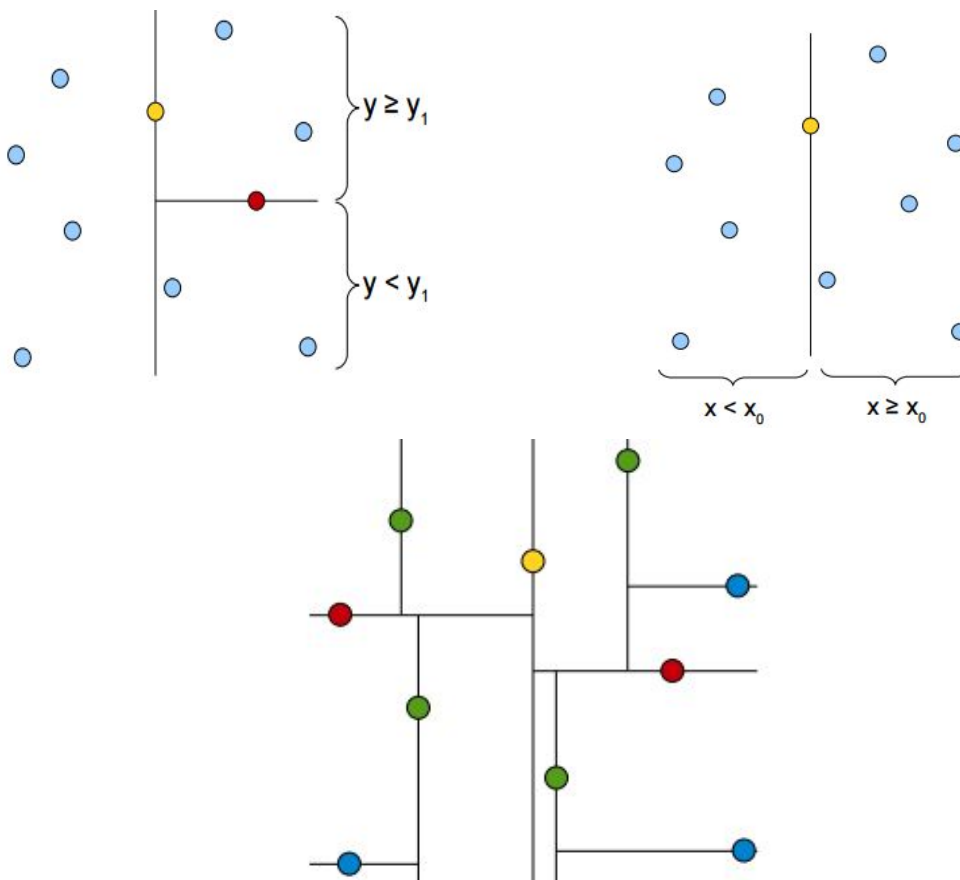 y ≥ y₁
y < y₁
x < x₀
x ≥ x₀